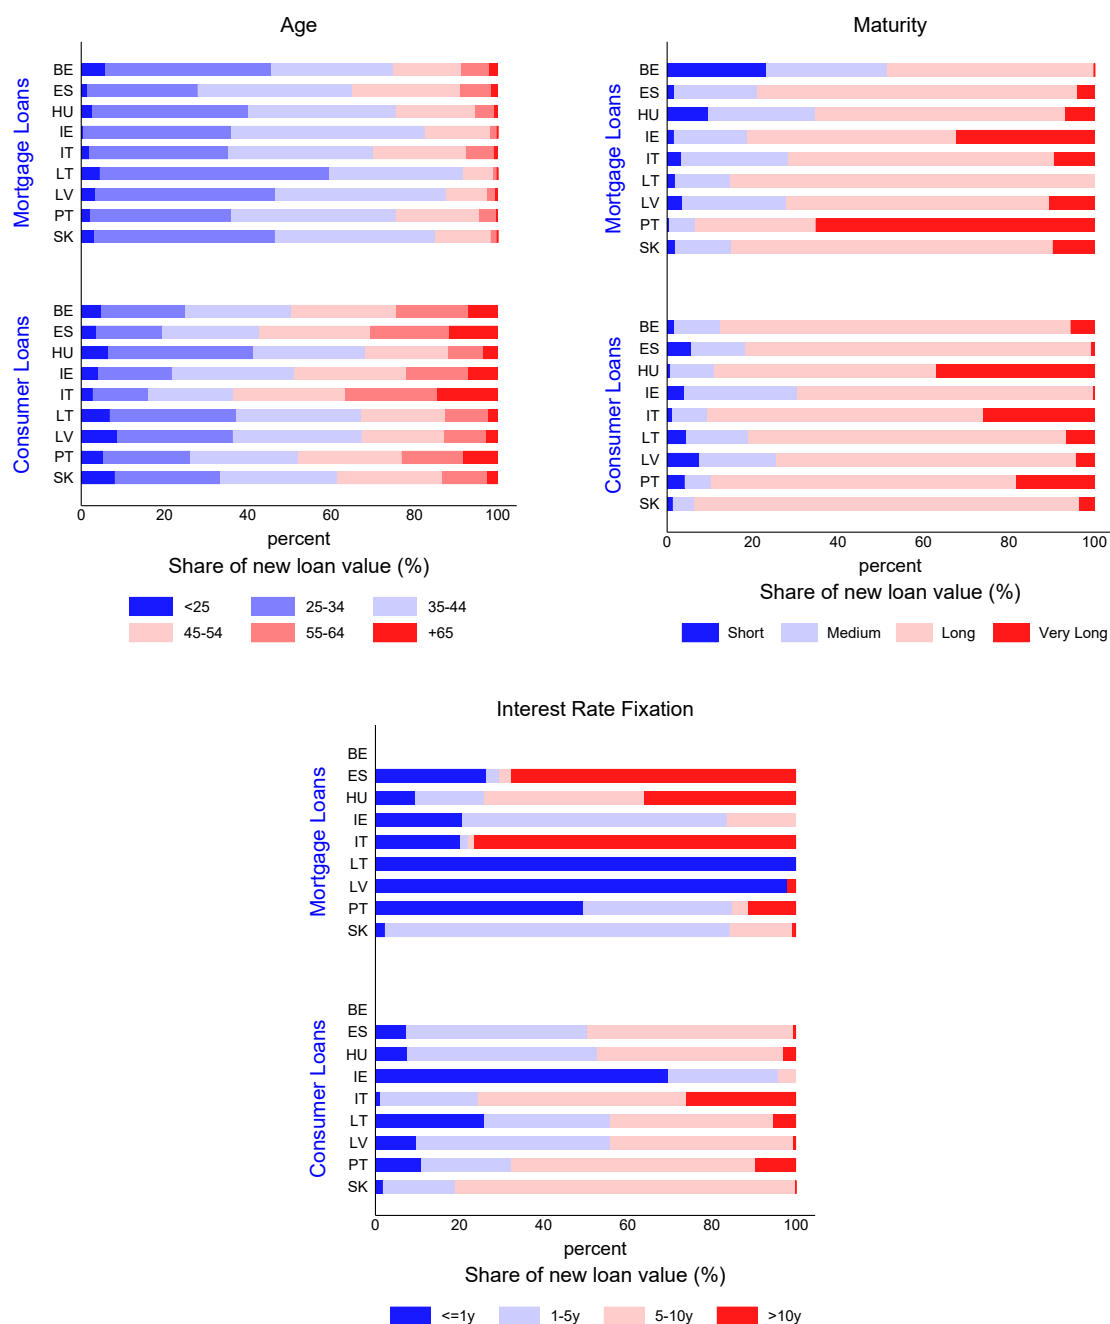 Age
Mortgage Loans
BE
ES
HU
IE
IT
LT
LV
PT
SK
Consumer Loans
BE
ES
HU
IE
IT
LT
LV
PT
SK
0 20 40 60 80 100
percent
Share of new loan value (%)
<25 25-34 35-44
45-54 55-64 +65
Maturity
Mortgage Loans
BE
ES
HU
IE
IT
LT
LV
PT
SK
Consumer Loans
BE
ES
HU
IE
IT
LT
LV
PT
SK
0 20 40 60 80 100
percent
Share of new loan value (%)
Short Medium Long Very Long
Interest Rate Fixation
Mortgage Loans
BE
ES
HU
IE
IT
LT
LV
PT
SK
Consumer Loans
BE
ES
HU
IE
IT
LT
LV
PT
SK
0 20 40 60 80 100
percent
Share of new loan value (%)
<=1y 1-5y 5-10y >10y